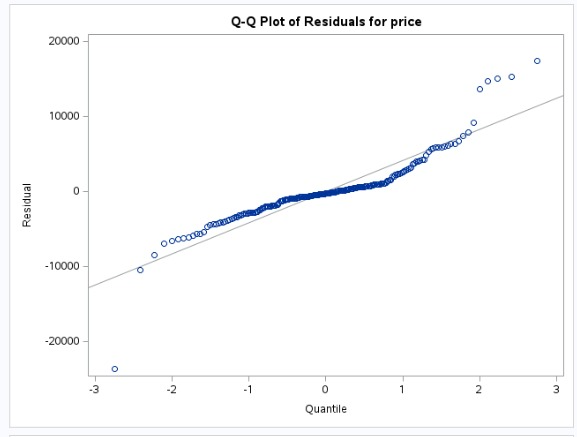 Q-Q Plot of Residuals for price
20000
10000
0
-10000
-20000
Residual
-3 -2 -1 0 1 2 3
Quantile